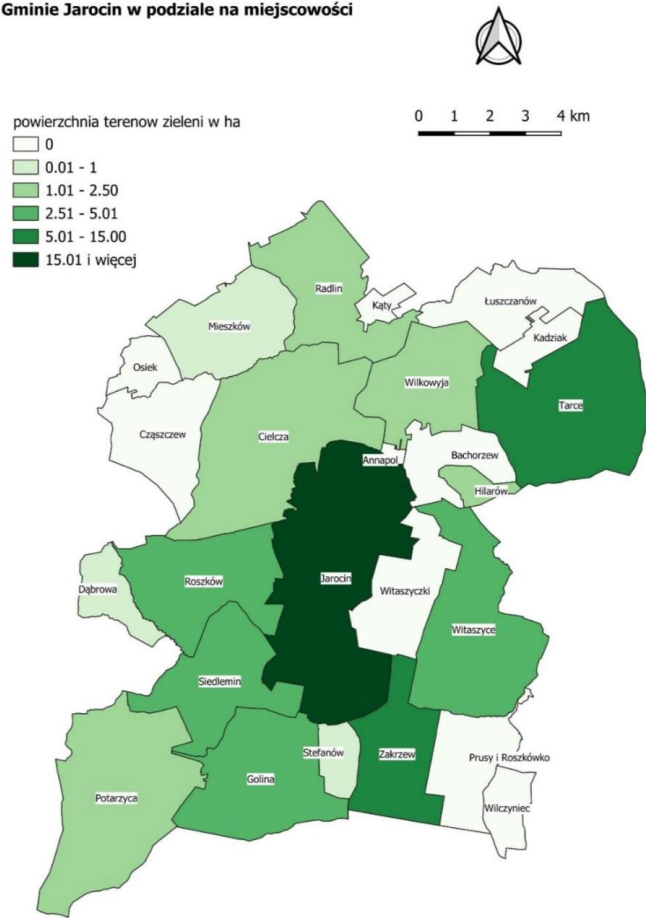 Gminie Jarocin w podziale na miejscowości
0 1 2 3 4 km
powierzchnia terenow zieleni w ha
0
0.01 - 1
1.01 - 2.50
2.51 - 5.01
5.01 - 15.00
15.01 i więcej
Radlin
Kąty
Łuszczanów
Mieszków
Kadziak
Osiek
Wilkowyja
Tarce
Cząszczew
Cielcza
Annapol
Bachorzew
Hilarów
Dąbrowa
Roszków
Jarocin
Witaszyczki
Witaszyce
Siedlemin
Stefanów
Zakrzew
Prusy i Roszkówko
Golina
Potarzyca
Wilczyniec